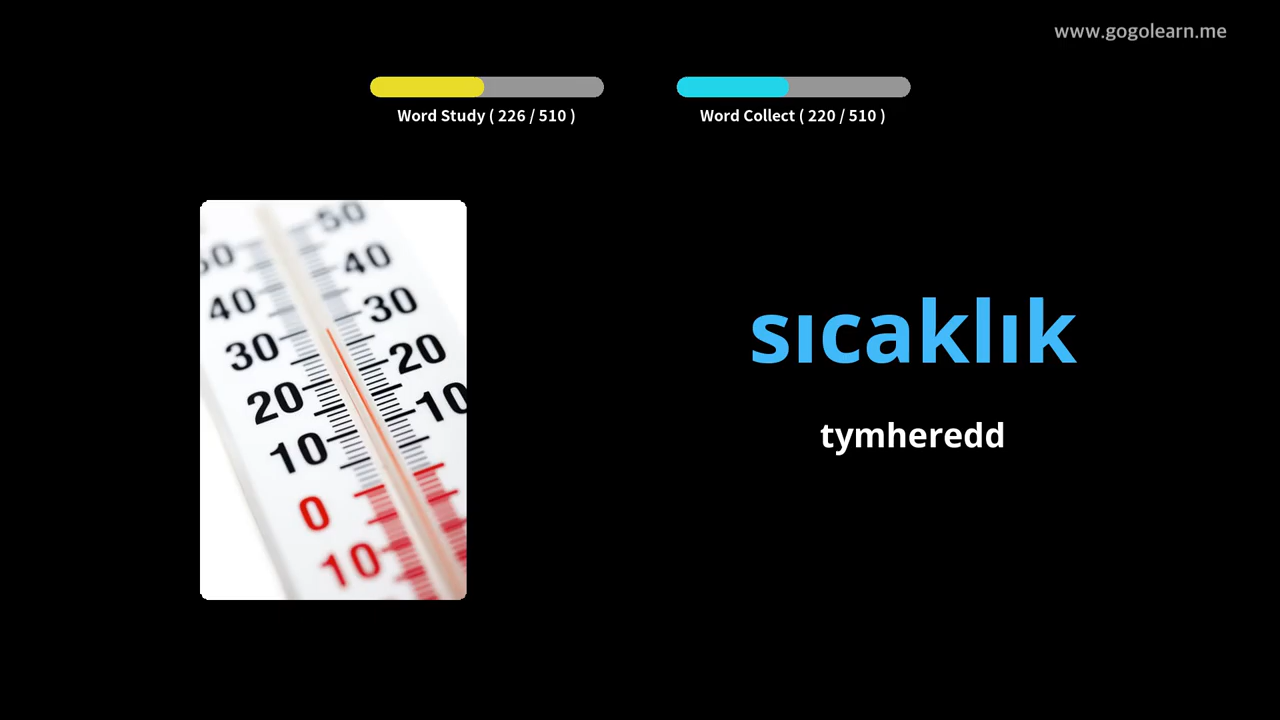 www.gogolearn.me
Word Study ( 226 / 510 )
Word Collect ( 220 / 510 )
50
40
30
20
10
40
30
20
10
0
10
sıcaklık
tymheredd